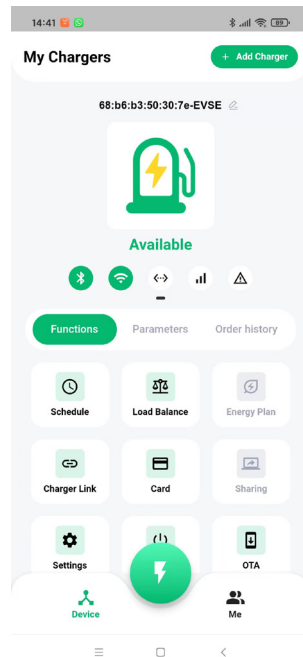 14:41 89
My Chargers + Add Charger
68:b6:b3:50:30:7e-EVSE
Available
Functions Parameters Order history
Schedule Load Balance Energy Plan
Charger Link Card Sharing
Settings OTA
Device Me